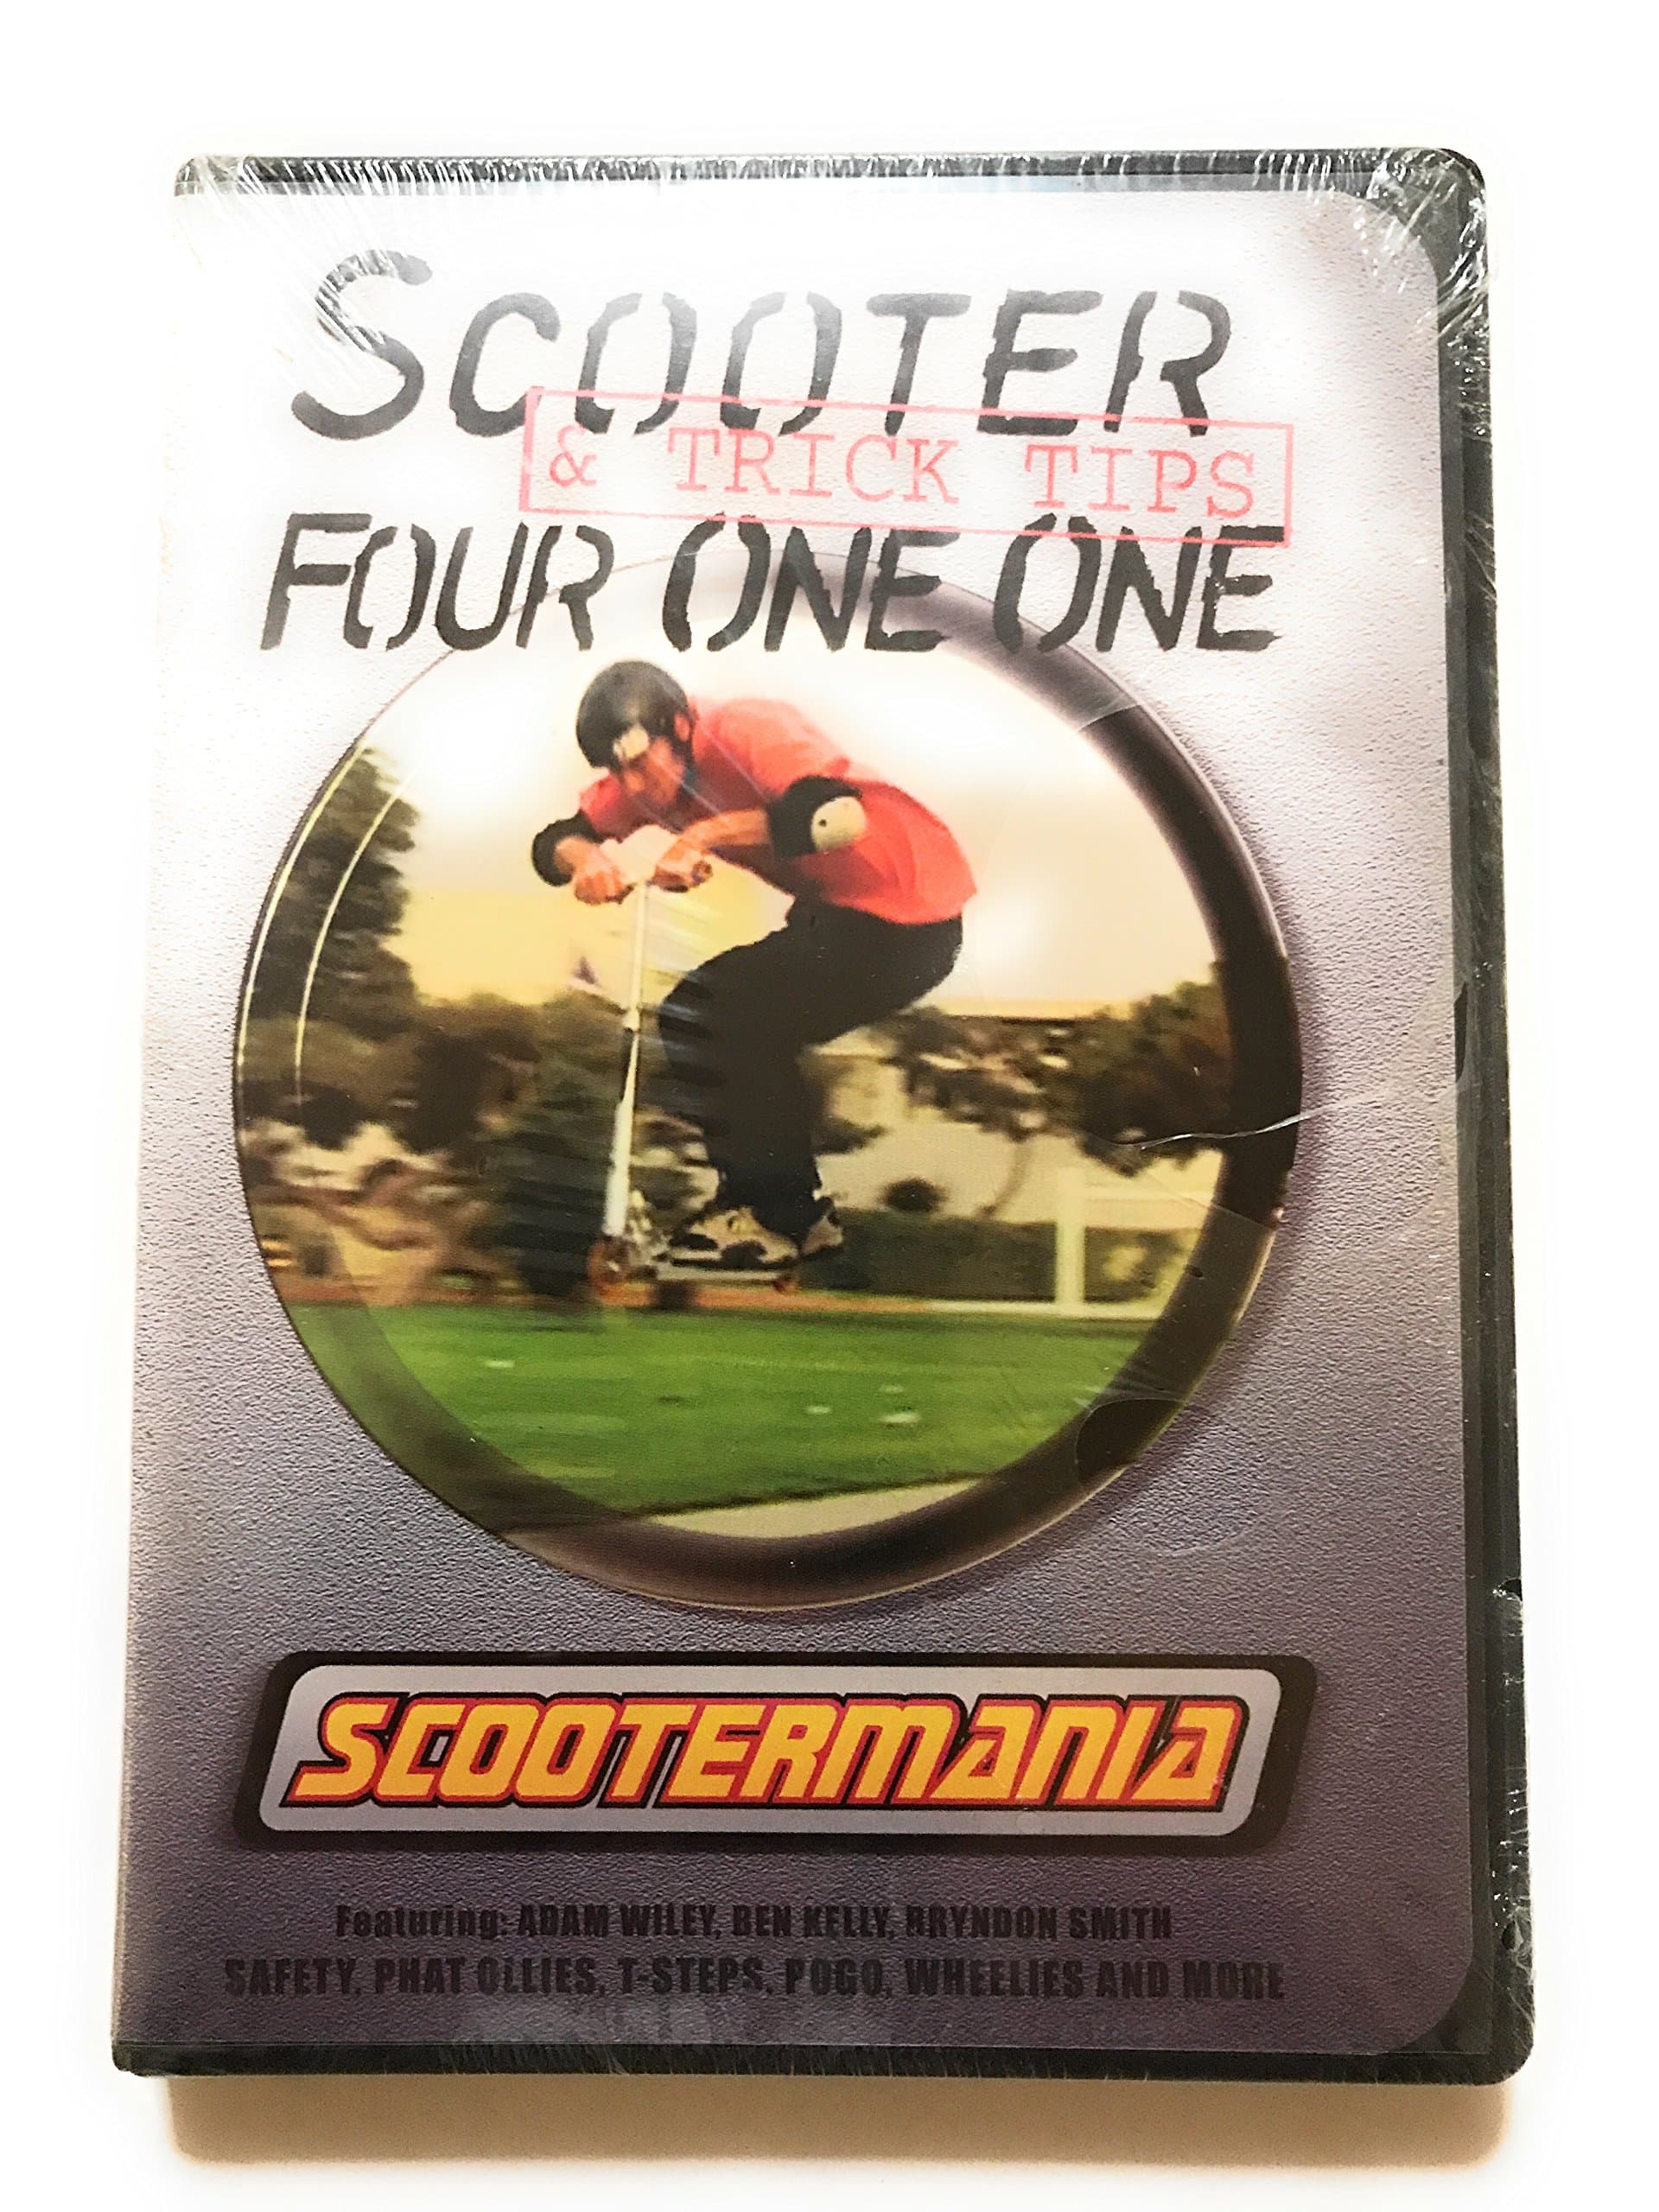 SCOOTER
& TRICK TIPS
FOUR ONE ONE
SCOOTERMANIA
Featuring: ADAM WILEY, BEN KELLY, BRYNDON SMITH
SAFETY, PHAT OLLIES, T-STEPS, POGO, WHEELIES AND MORE